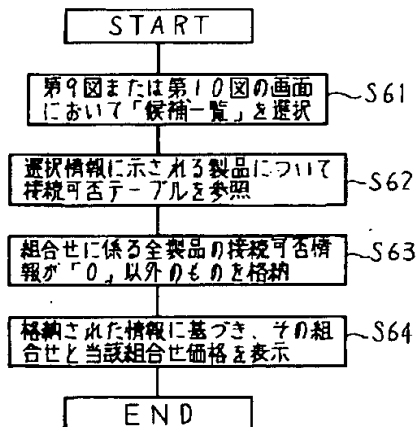 START
第9図または第10図の画面
において「候補一覧」を選択
S61
選択情報に示される製品について
接続可否テーブルを参照
S62
組合せに係る全製品の接続可否情
報が「0」以外のものを格納
S63
格納された情報に基づき、その組
合せと当該組合せ価格を表示
S64
END